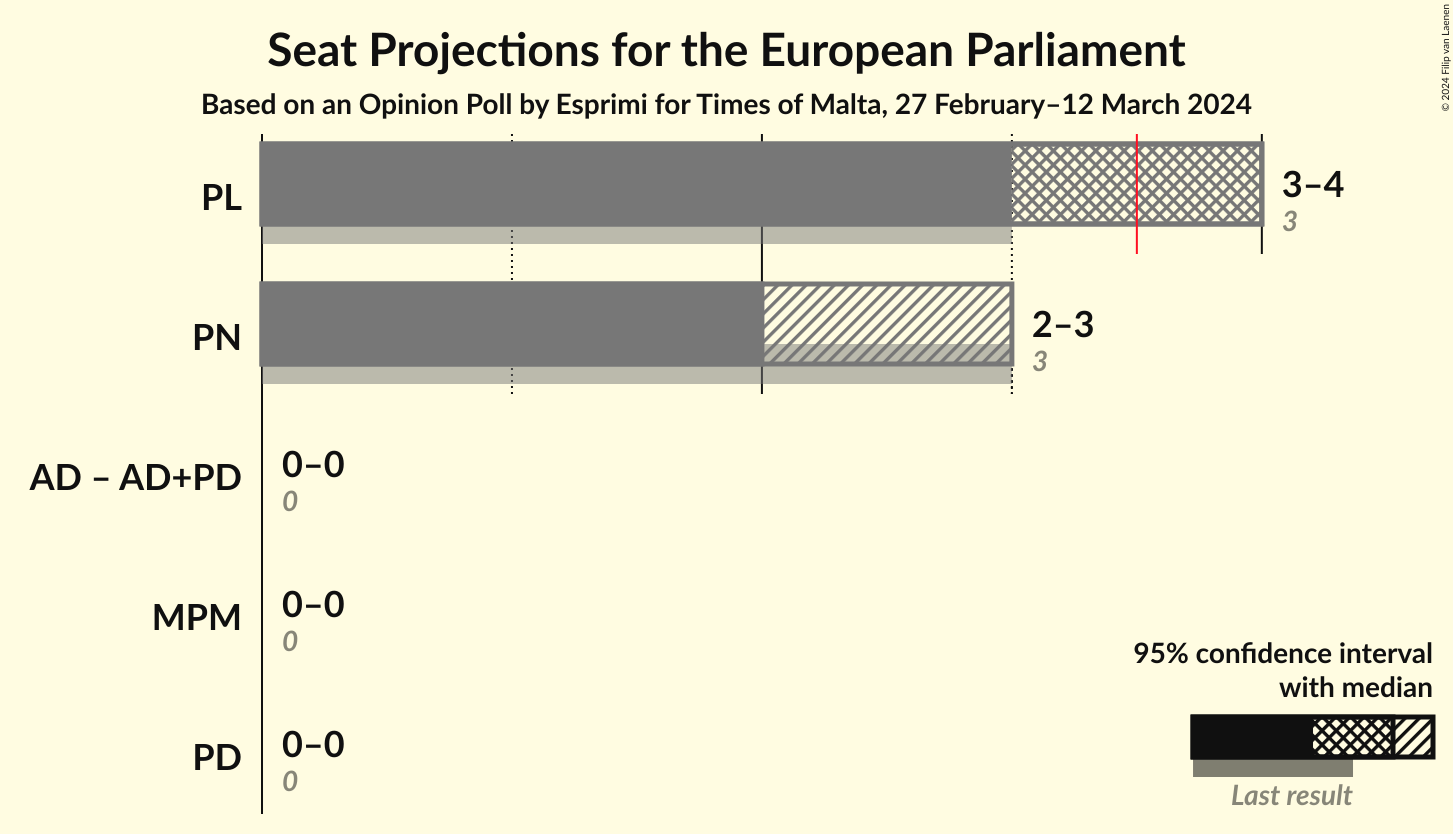 Seat Projections for the European Parliament
Based on an Opinion Poll by Esprimi for Times of Malta, 27 February–12 March 2024
© 2024 Filip van Laenen
PL
3–4
3
PN
2–3
3
AD – AD+PD
0–0
0
MPM
0–0
0
PD
0–0
0
95% confidence interval
with median
Last result